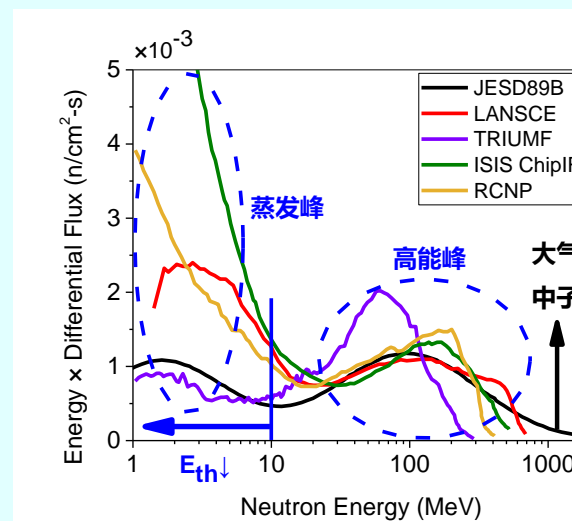 ×10⁻³
5
4
3
2
1
0
Energy × Differential Flux (n/cm²-s)
JESD89B
LANSCE
TRIUMF
ISIS ChipIR
RCNP
蒸发峰
高能峰
大气
中子
E_th↓
1
10
100
1000
Neutron Energy (MeV)